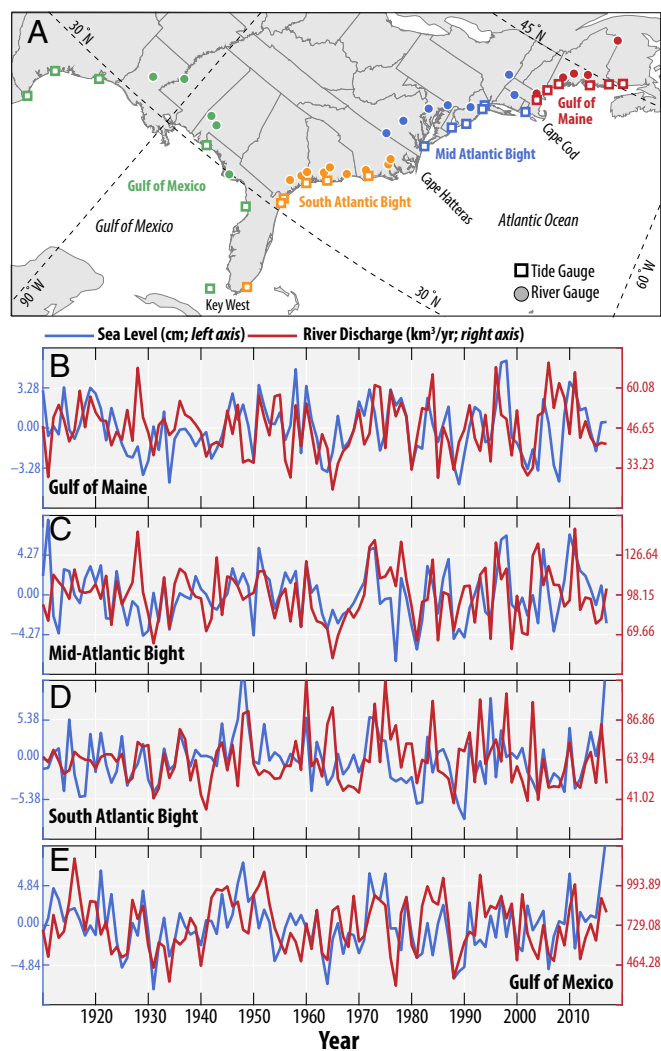 A
30°N
45°N
Gulf of
Maine
Cape Cod
Mid Atlantic Bight
Cape Hatteras
Gulf of Mexico
South Atlantic Bight
Gulf of Mexico
Atlantic Ocean
Tide Gauge
River Gauge
90°W
Key West
30°N
60°W
Sea Level (cm; left axis) River Discharge (km³/yr; right axis)
B
3.28 60.08
0.00 46.65
−3.28 33.23
Gulf of Maine
C
4.27 126.64
0.00 98.15
−4.27 69.66
Mid-Atlantic Bight
D
5.38 86.86
0.00 63.94
−5.38 41.02
South Atlantic Bight
E
4.84 993.89
0.00 729.08
−4.84 464.28
Gulf of Mexico
1920 1930 1940 1950 1960 1970 1980 1990 2000 2010
Year